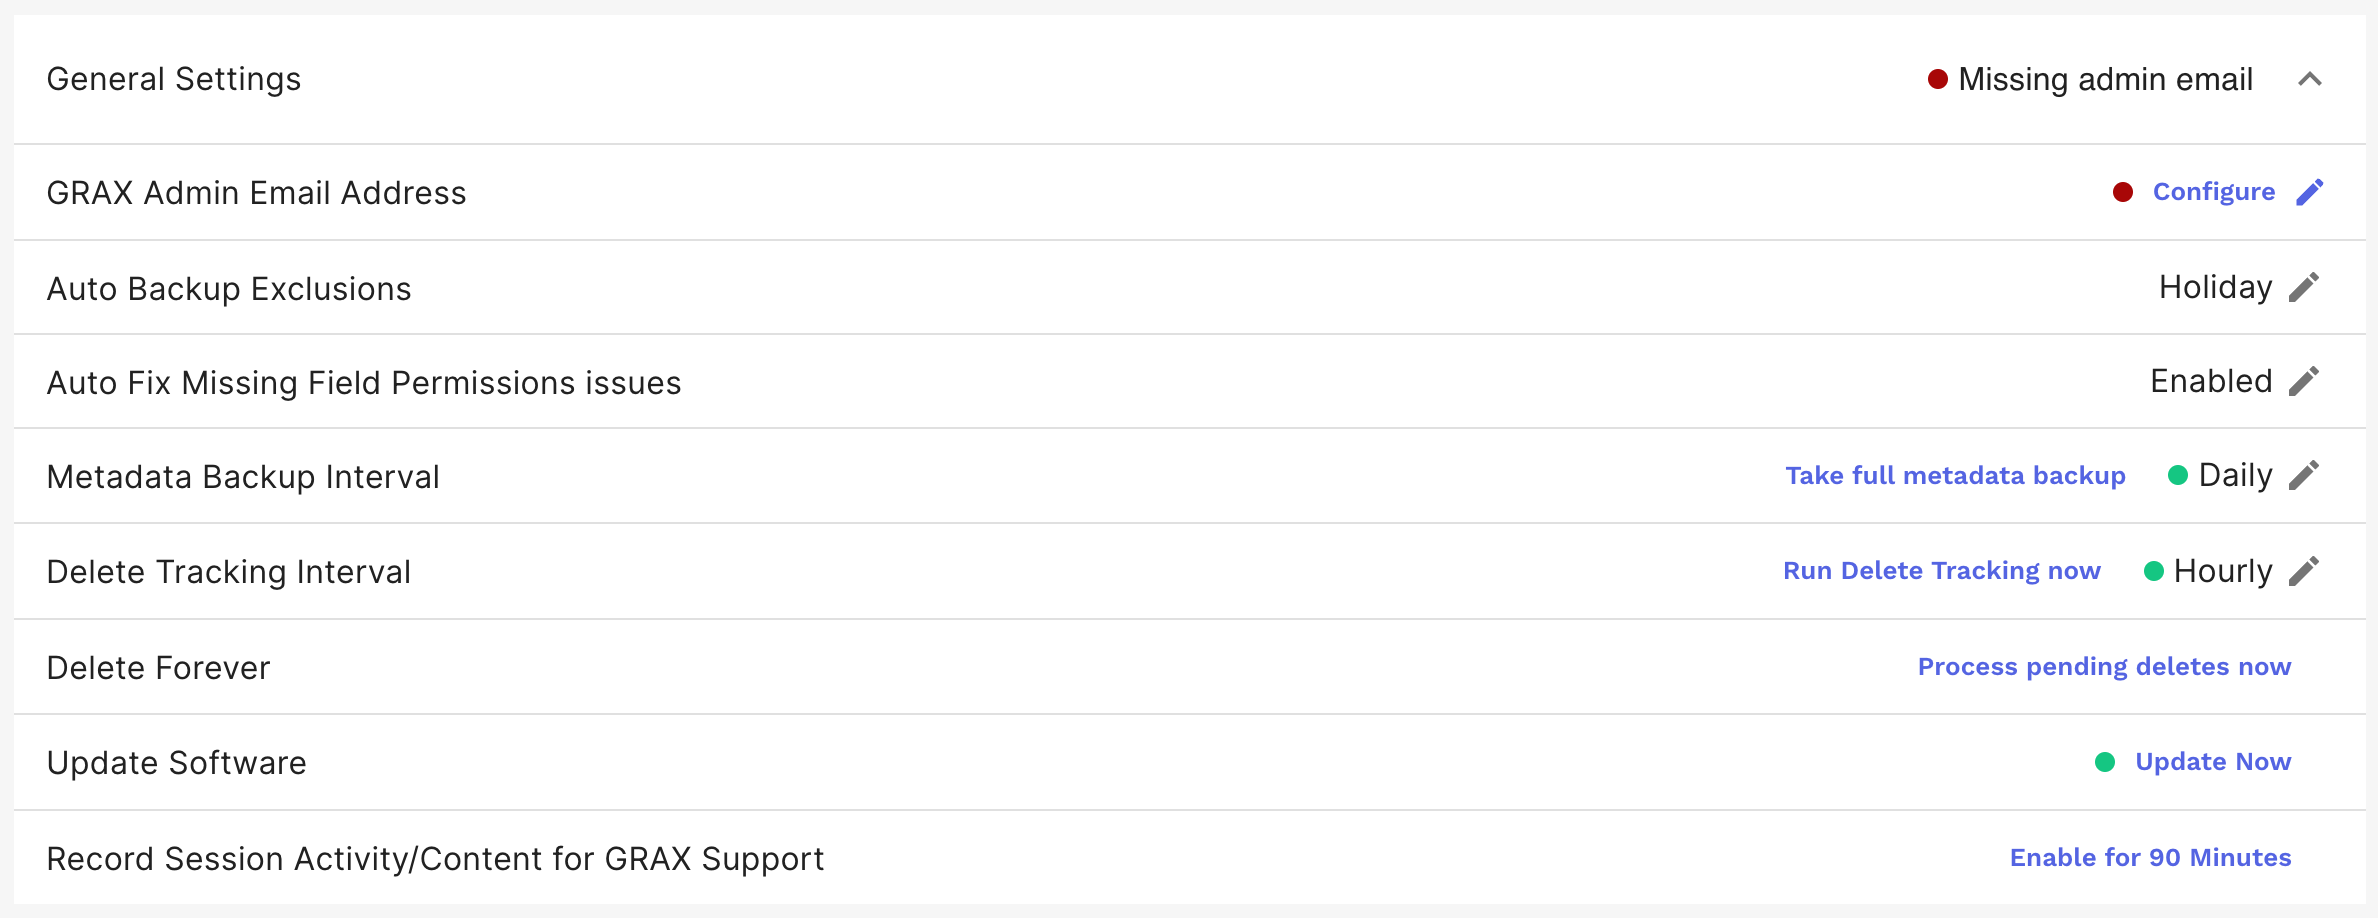 General Settings Missing admin email
GRAX Admin Email Address Configure
Auto Backup Exclusions Holiday
Auto Fix Missing Field Permissions issues Enabled
Metadata Backup Interval Take full metadata backup Daily
Delete Tracking Interval Run Delete Tracking now Hourly
Delete Forever Process pending deletes now
Update Software Update Now
Record Session Activity/Content for GRAX Support Enable for 90 Minutes